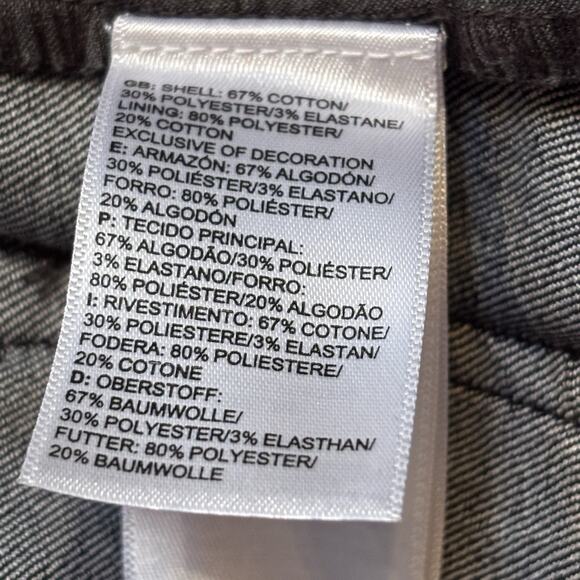 GB: SHELL: 67% COTTON/
30% POLYESTER/3% ELASTANE/
LINING: 80% POLYESTER/
20% COTTON
EXCLUSIVE OF DECORATION
E: ARMAZÓN: 67% ALGODÓN/
30% POLIÉSTER/3% ELASTANO/
FORRO: 80% POLIÉSTER/
20% ALGODÓN
P: TECIDO PRINCIPAL:
67% ALGODÃO/30% POLIÉSTER/
3% ELASTANO/FORRO:
80% POLIÉSTER/20% ALGODÃO
I: RIVESTIMENTO: 67% COTONE/
30% POLIESTERE/3% ELASTAN/
FODERA: 80% POLIESTERE/
20% COTONE
D: OBERSTOFF:
67% BAUMWOLLE/
30% POLYESTER/3% ELASTHAN/
FUTTER: 80% POLYESTER/
20% BAUMWOLLE